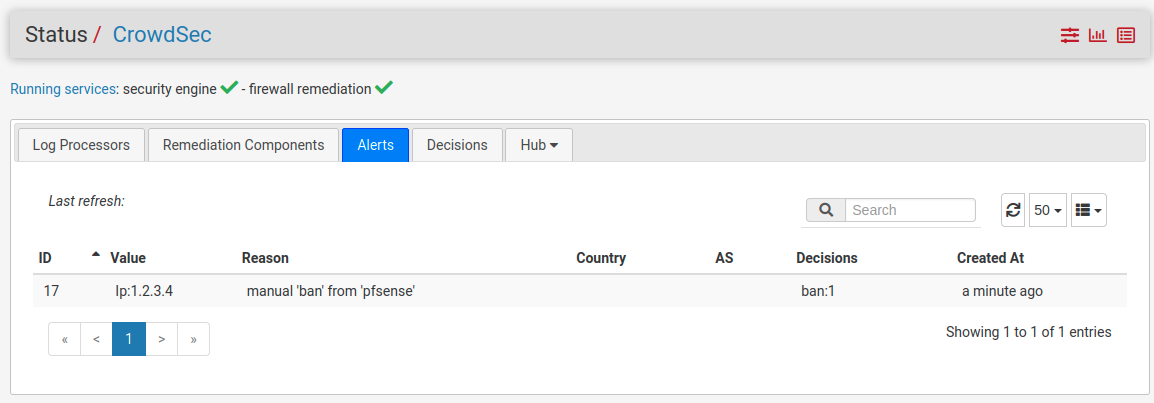 Status / CrowdSec
Running services: security engine - firewall remediation
Log Processors Remediation Components Alerts Decisions Hub
Last refresh:
Search 50
ID Value Reason Country AS Decisions Created At
17 Ip:1.2.3.4 manual 'ban' from 'pfsense' ban:1 a minute ago
« < 1 > » Showing 1 to 1 of 1 entries